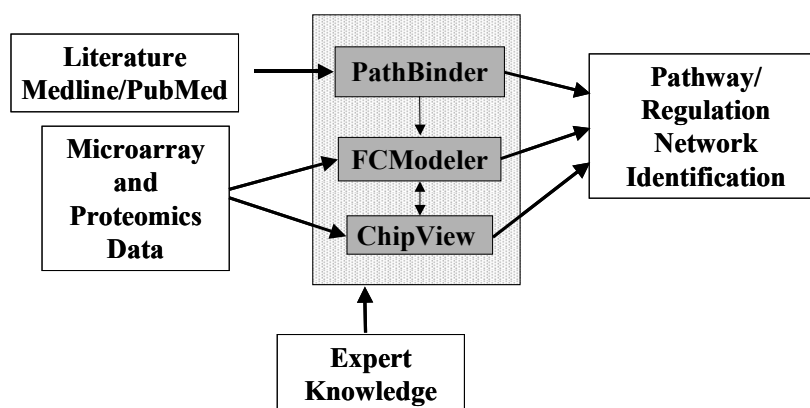 Literature
Medline/PubMed
PathBinder
Pathway/
Regulation
Network
Identification
Microarray
and
Proteomics
Data
FCModeler
ChipView
Expert
Knowledge